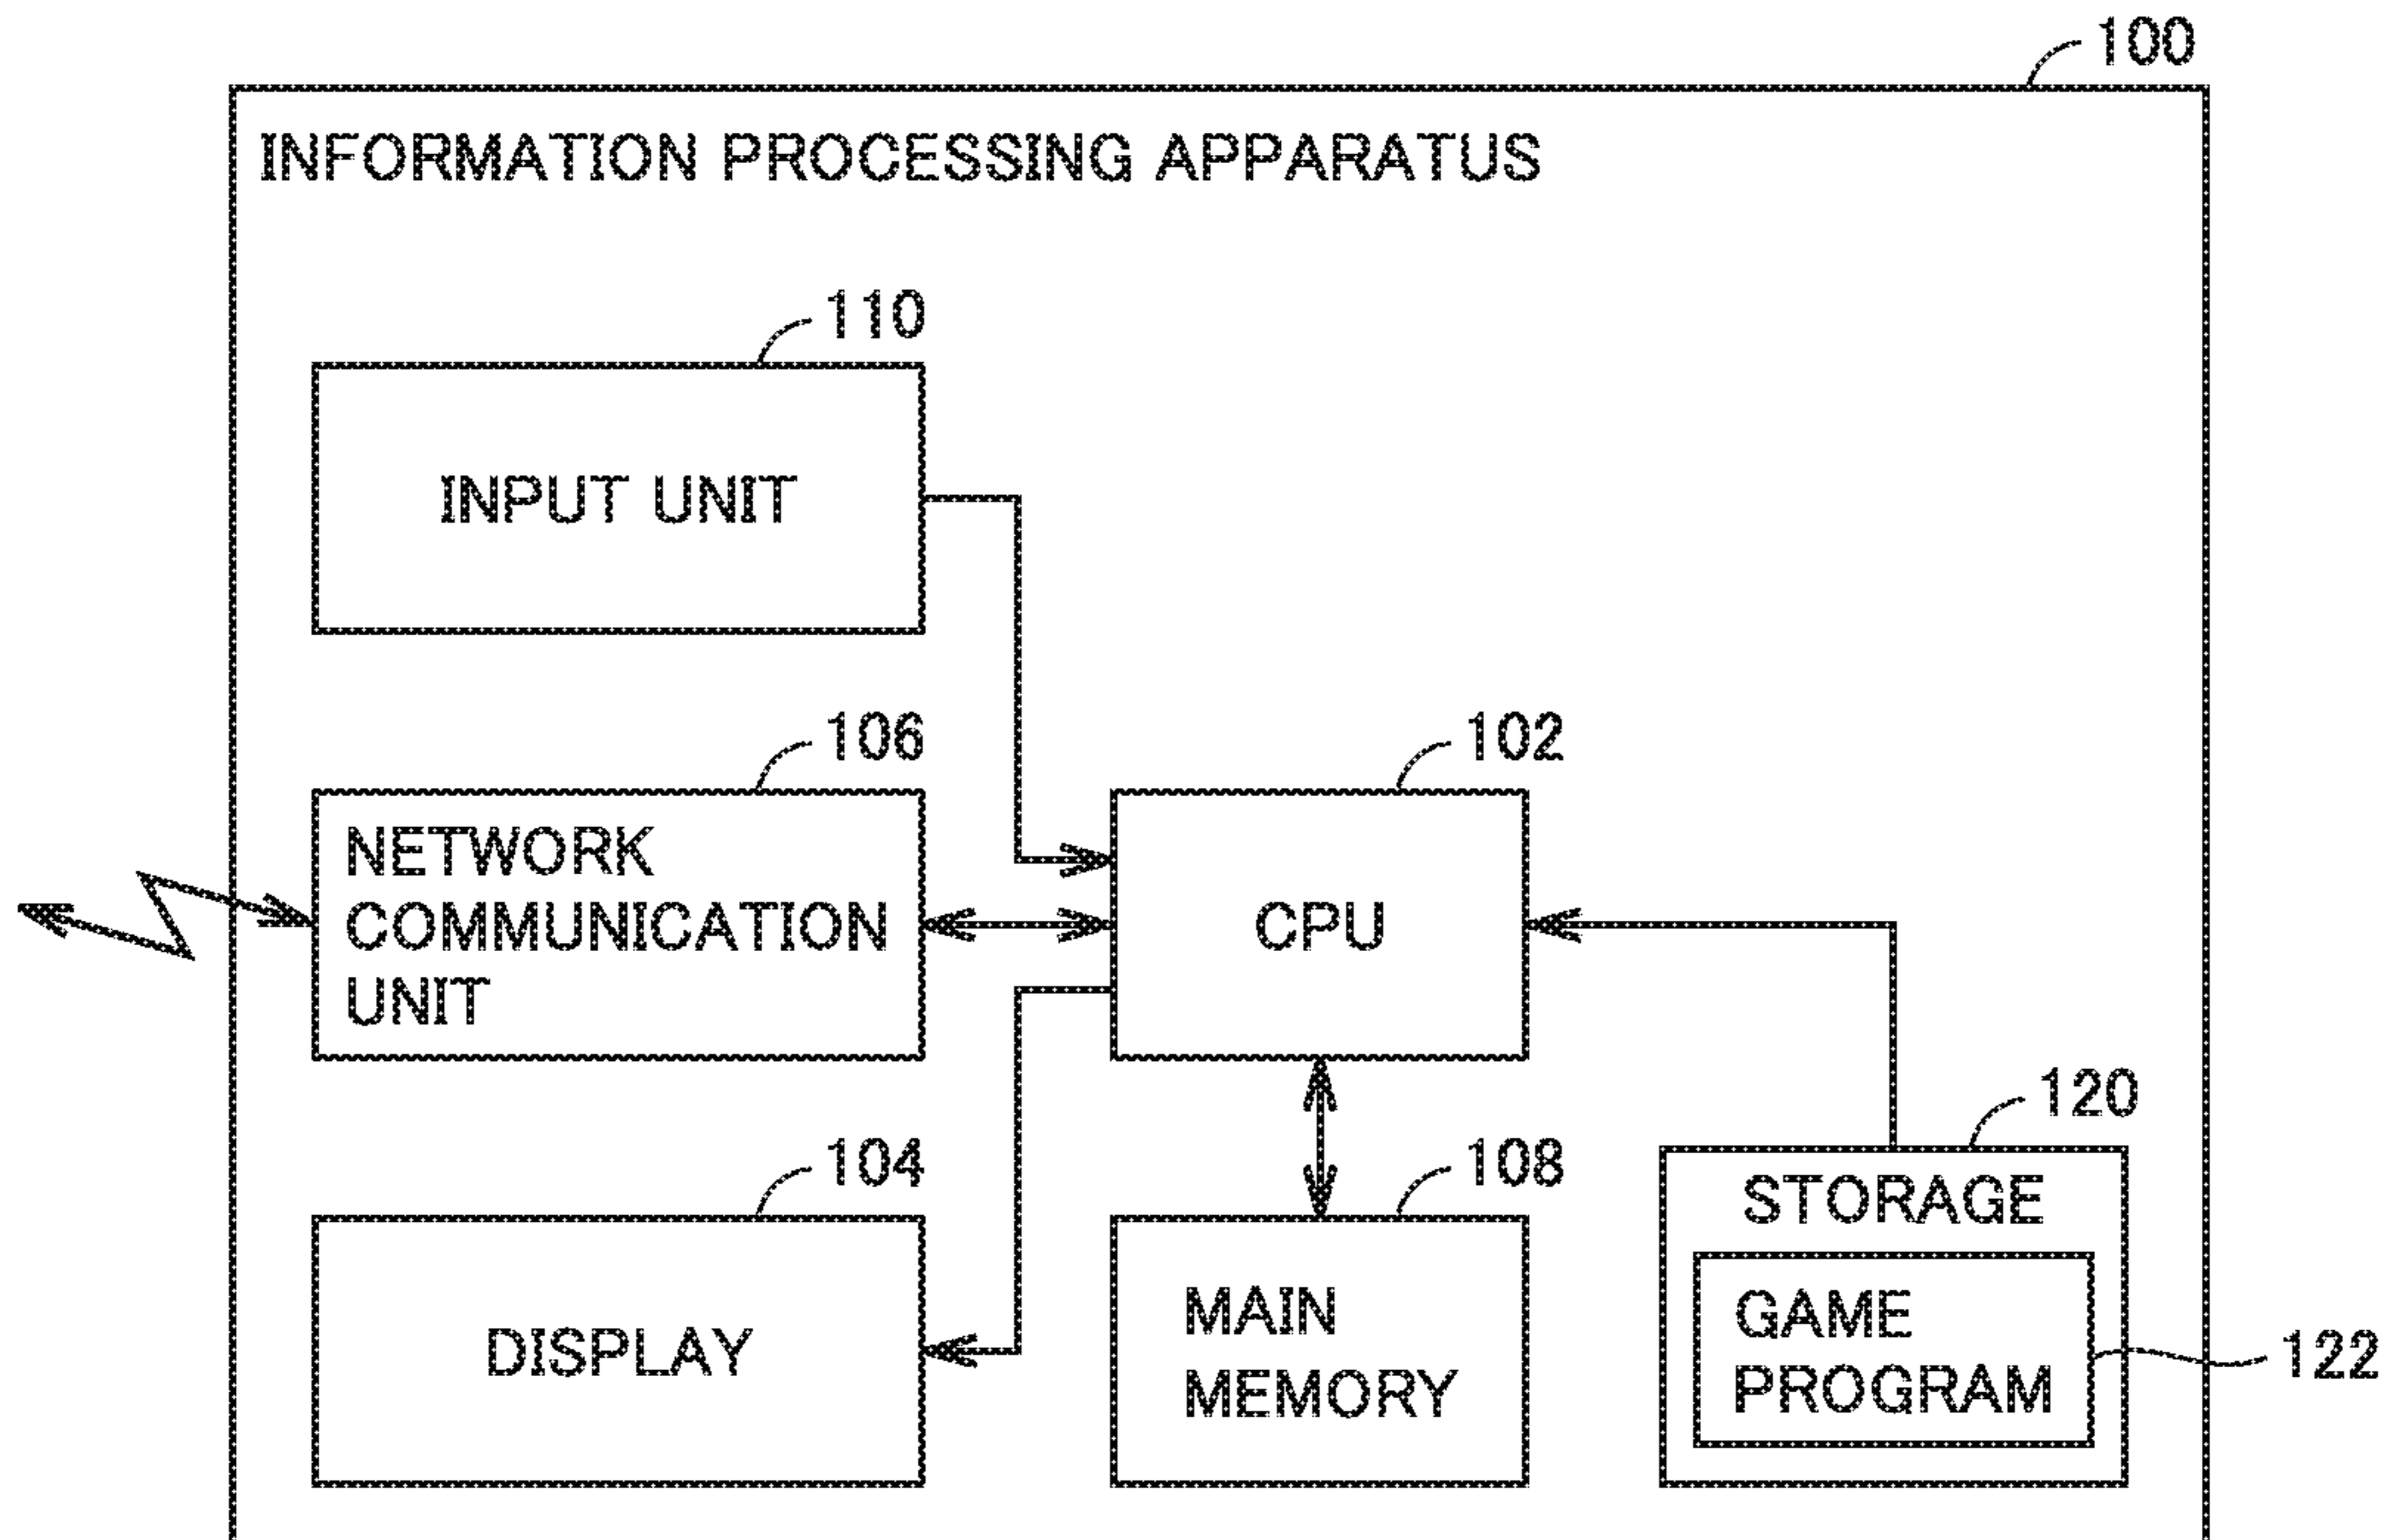 100
INFORMATION PROCESSING APPARATUS
110
INPUT UNIT
106
NETWORK
COMMUNICATION
UNIT
102
CPU
104
DISPLAY
108
MAIN
MEMORY
120
STORAGE
GAME
PROGRAM
122